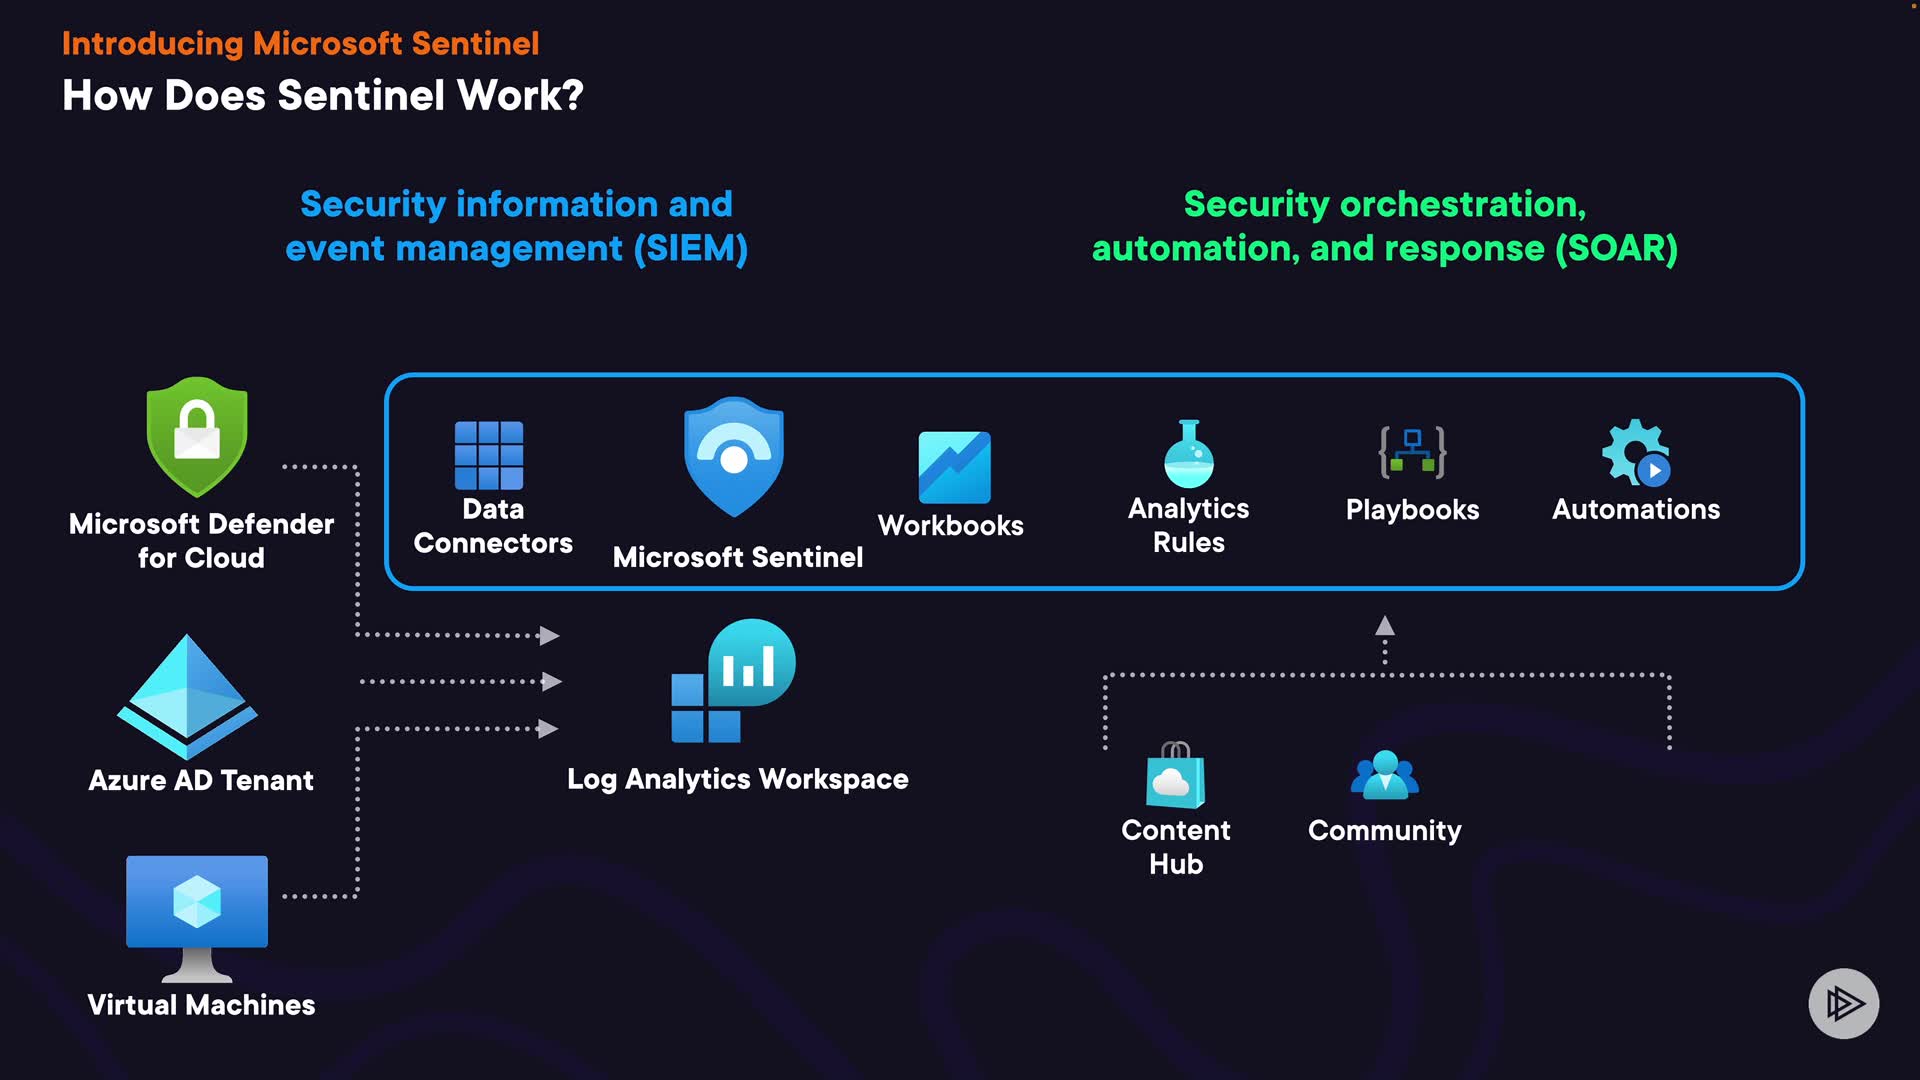 Introducing Microsoft Sentinel
How Does Sentinel Work?
Security information and
event management (SIEM)
Security orchestration,
automation, and response (SOAR)
Microsoft Defender
for Cloud
Data
Connectors
Microsoft Sentinel
Workbooks
Analytics
Rules
Playbooks
Automations
Azure AD Tenant
Log Analytics Workspace
Content
Hub
Community
Virtual Machines